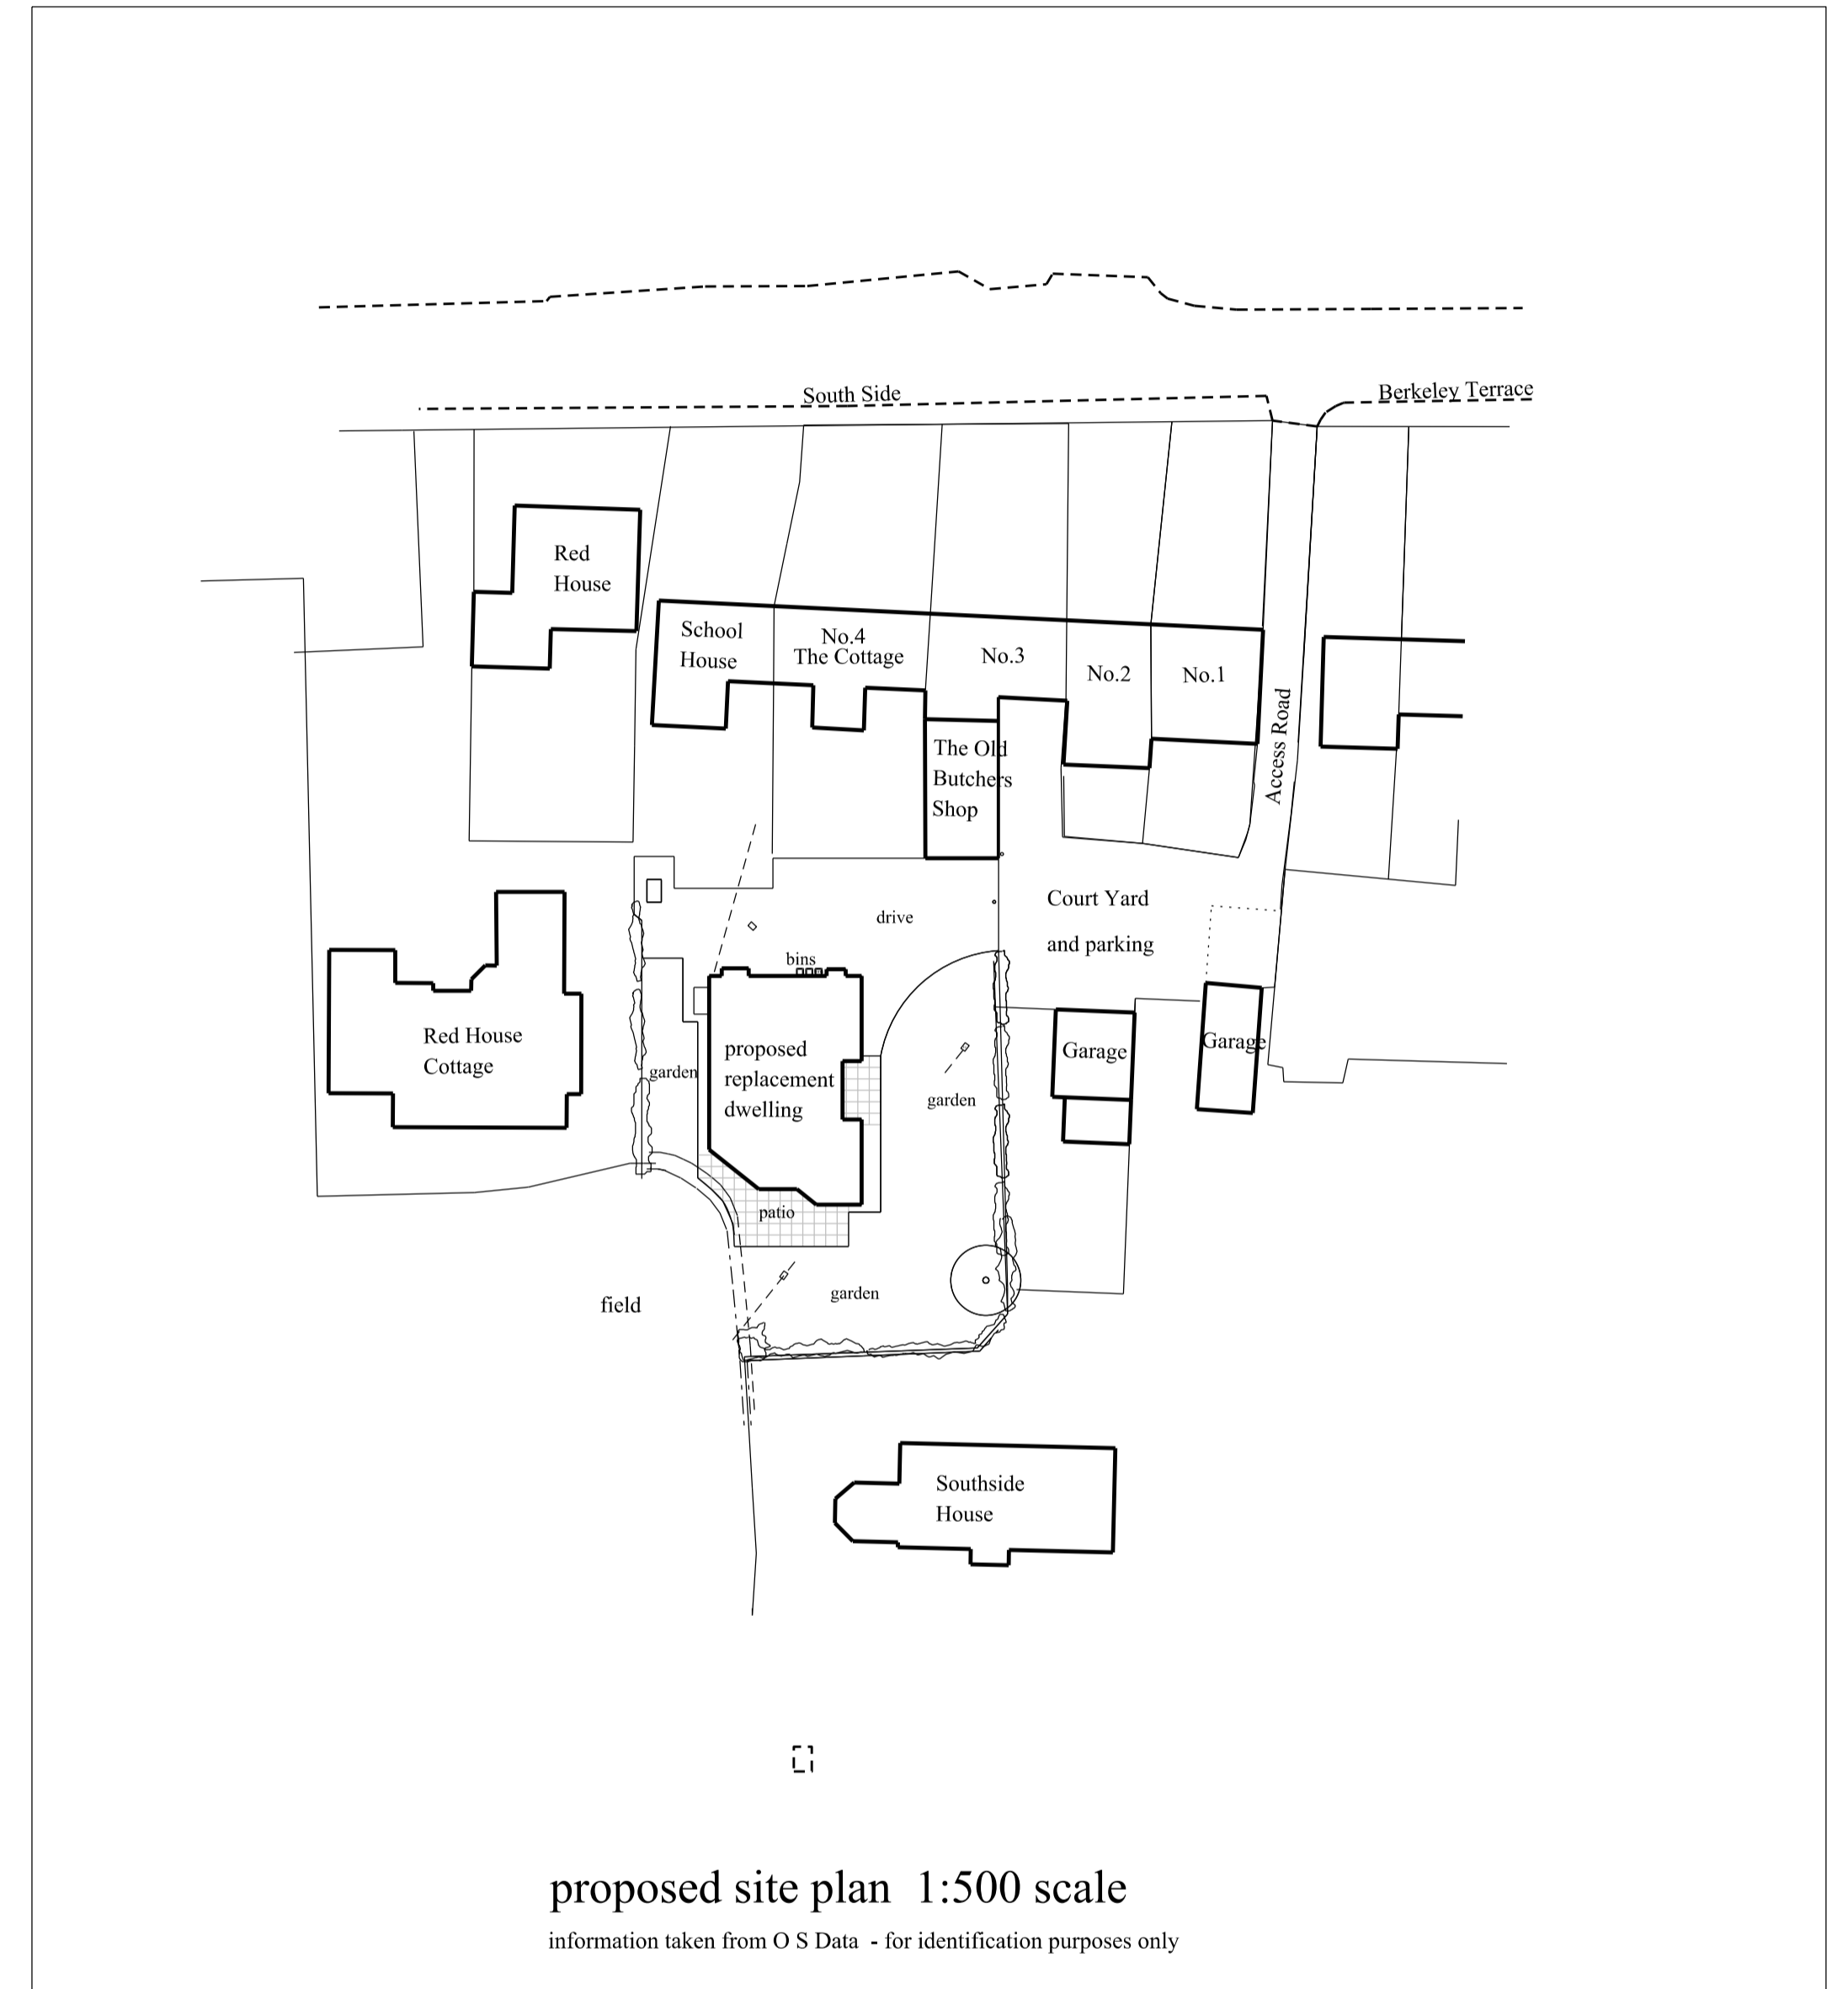 South Side
Berkeley Terrace
Red
House
School
House
No.4
The Cottage
No.3
No.2
No.1
Access Road
The Old
Butchers
Shop
Court Yard
and parking
drive
bins
Red House
Cottage
garden
proposed
replacement
dwelling
garden
Garage
Garage
patio
garden
field
Southside
House
proposed site plan 1:500 scale
information taken from O S Data - for identification purposes only